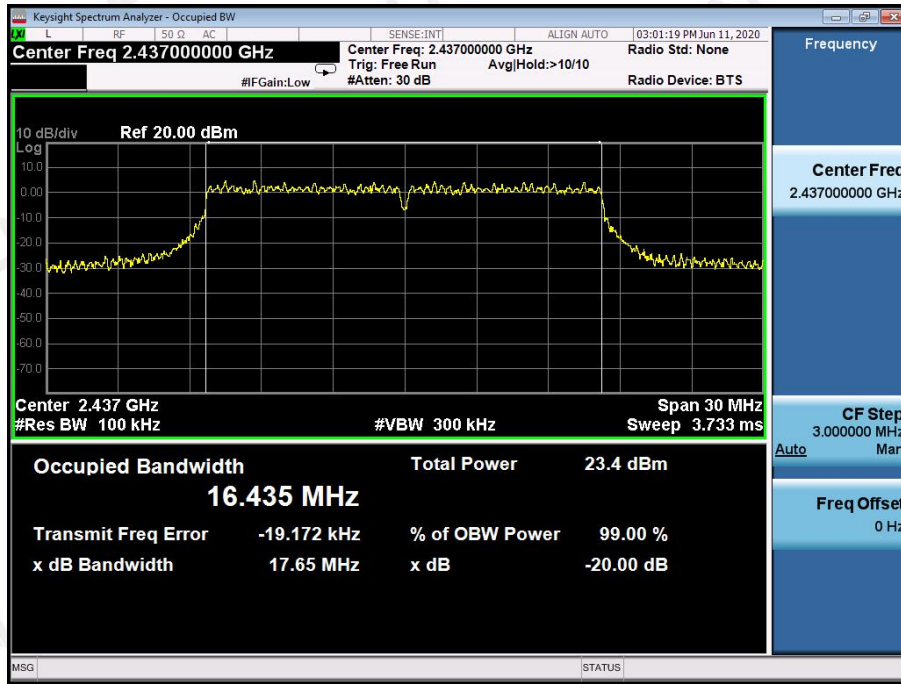 Keysight Spectrum Analyzer - Occupied BW
LXI L RF 50 Ω AC SENSE:INT ALIGN AUTO 03:01:19 PM Jun 11, 2020
Center Freq 2.437000000 GHz
Center Freq: 2.437000000 GHz Radio Std: None
Trig: Free Run Avg|Hold:>10/10
#IFGain:Low #Atten: 30 dB Radio Device: BTS
Frequency
10 dB/div Ref 20.00 dBm
Log
10.0
0.00
-10.0
-20.0
-30.0
-40.0
-50.0
-60.0
-70.0
Center 2.437 GHz Span 30 MHz
#Res BW 100 kHz #VBW 300 kHz Sweep 3.733 ms
Occupied Bandwidth Total Power 23.4 dBm
16.435 MHz
Transmit Freq Error -19.172 kHz % of OBW Power 99.00 %
x dB Bandwidth 17.65 MHz x dB -20.00 dB
Center Freq
2.437000000 GHz
CF Step
3.000000 MHz
Auto Man
Freq Offset
0 Hz
MSG STATUS